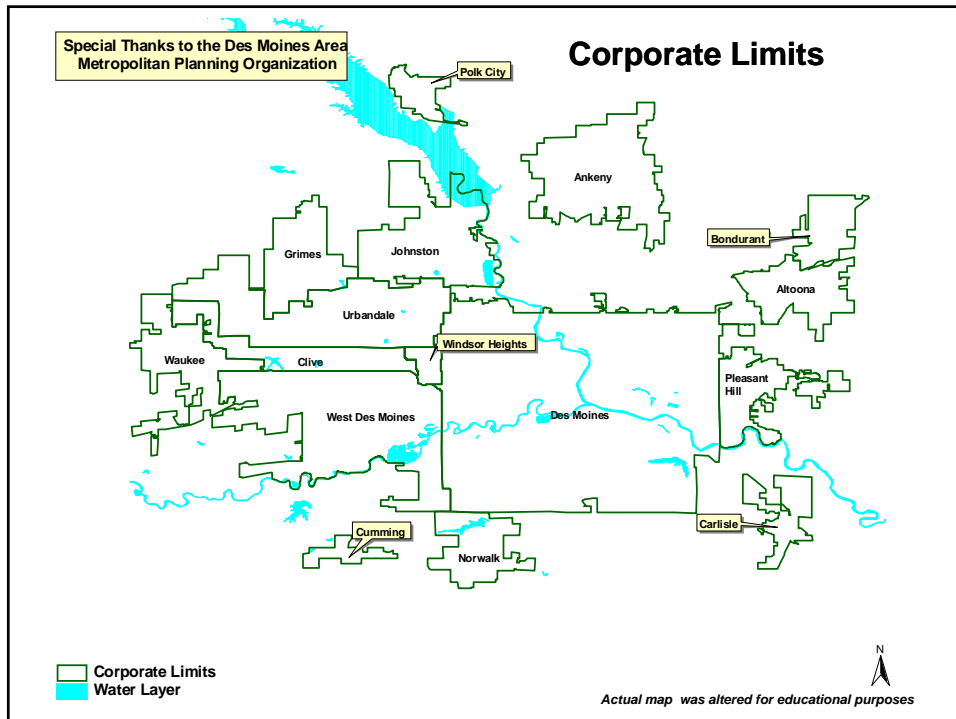 Special Thanks to the Des Moines Area
Metropolitan Planning Organization
Corporate Limits
Polk City
Ankeny
Bondurant
Grimes
Johnston
Altoona
Urbandale
Windsor Heights
Waukee
Clive
Pleasant
Hill
West Des Moines
Des Moines
Carlisle
Cumming
Norwalk
N
Corporate Limits
Water Layer
Actual map was altered for educational purposes